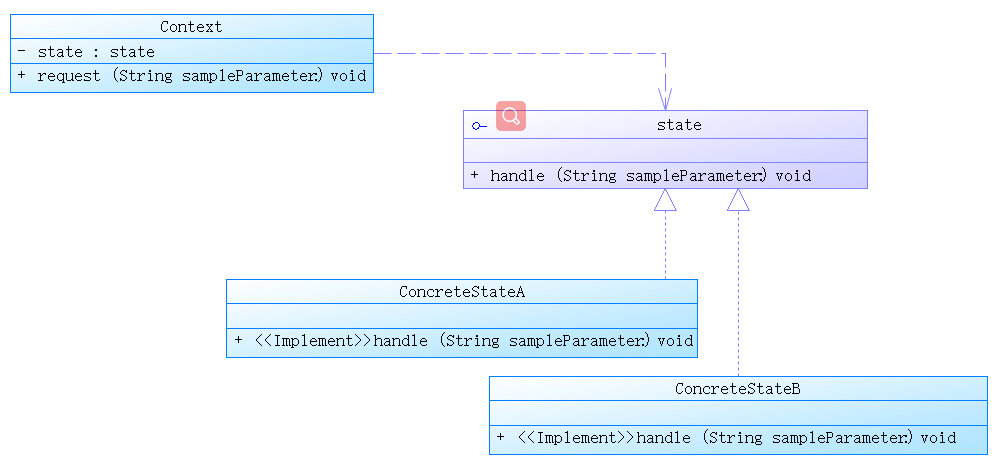 Context
- state : state
+ request (String sampleParameter:) void
state
+ handle (String sampleParameter:) void
ConcreteStateA
+ <<Implement>>handle (String sampleParameter:) void
ConcreteStateB
+ <<Implement>>handle (String sampleParameter:) void